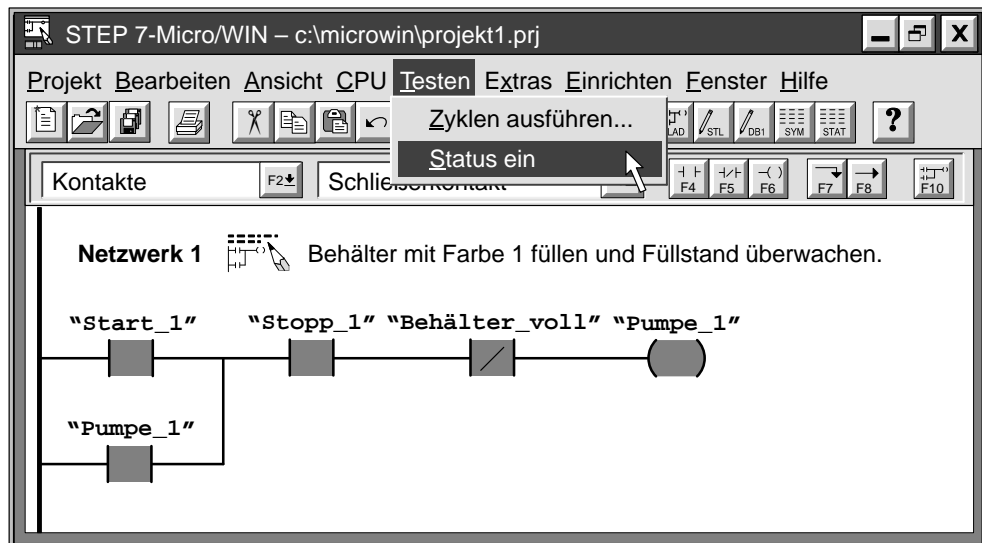 STEP 7-Micro/WIN – c:\microwin\projekt1.prj
Projekt Bearbeiten Ansicht CPU Testen Extras Einrichten Fenster Hilfe
Zyklen ausführen...
Status ein
LAD STL DB1 SYM STAT ?
Kontakte F2 F4 F5 F6 F7 F8 F10
Netzwerk 1 Behälter mit Farbe 1 füllen und Füllstand überwachen.
“Start_1” “Stopp_1” “Behälter_voll” “Pumpe_1”
“Pumpe_1”